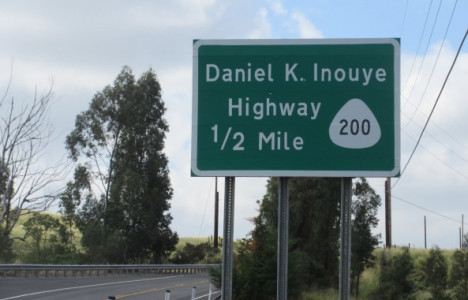 Daniel K. Inouye
Highway
1/2 Mile 200